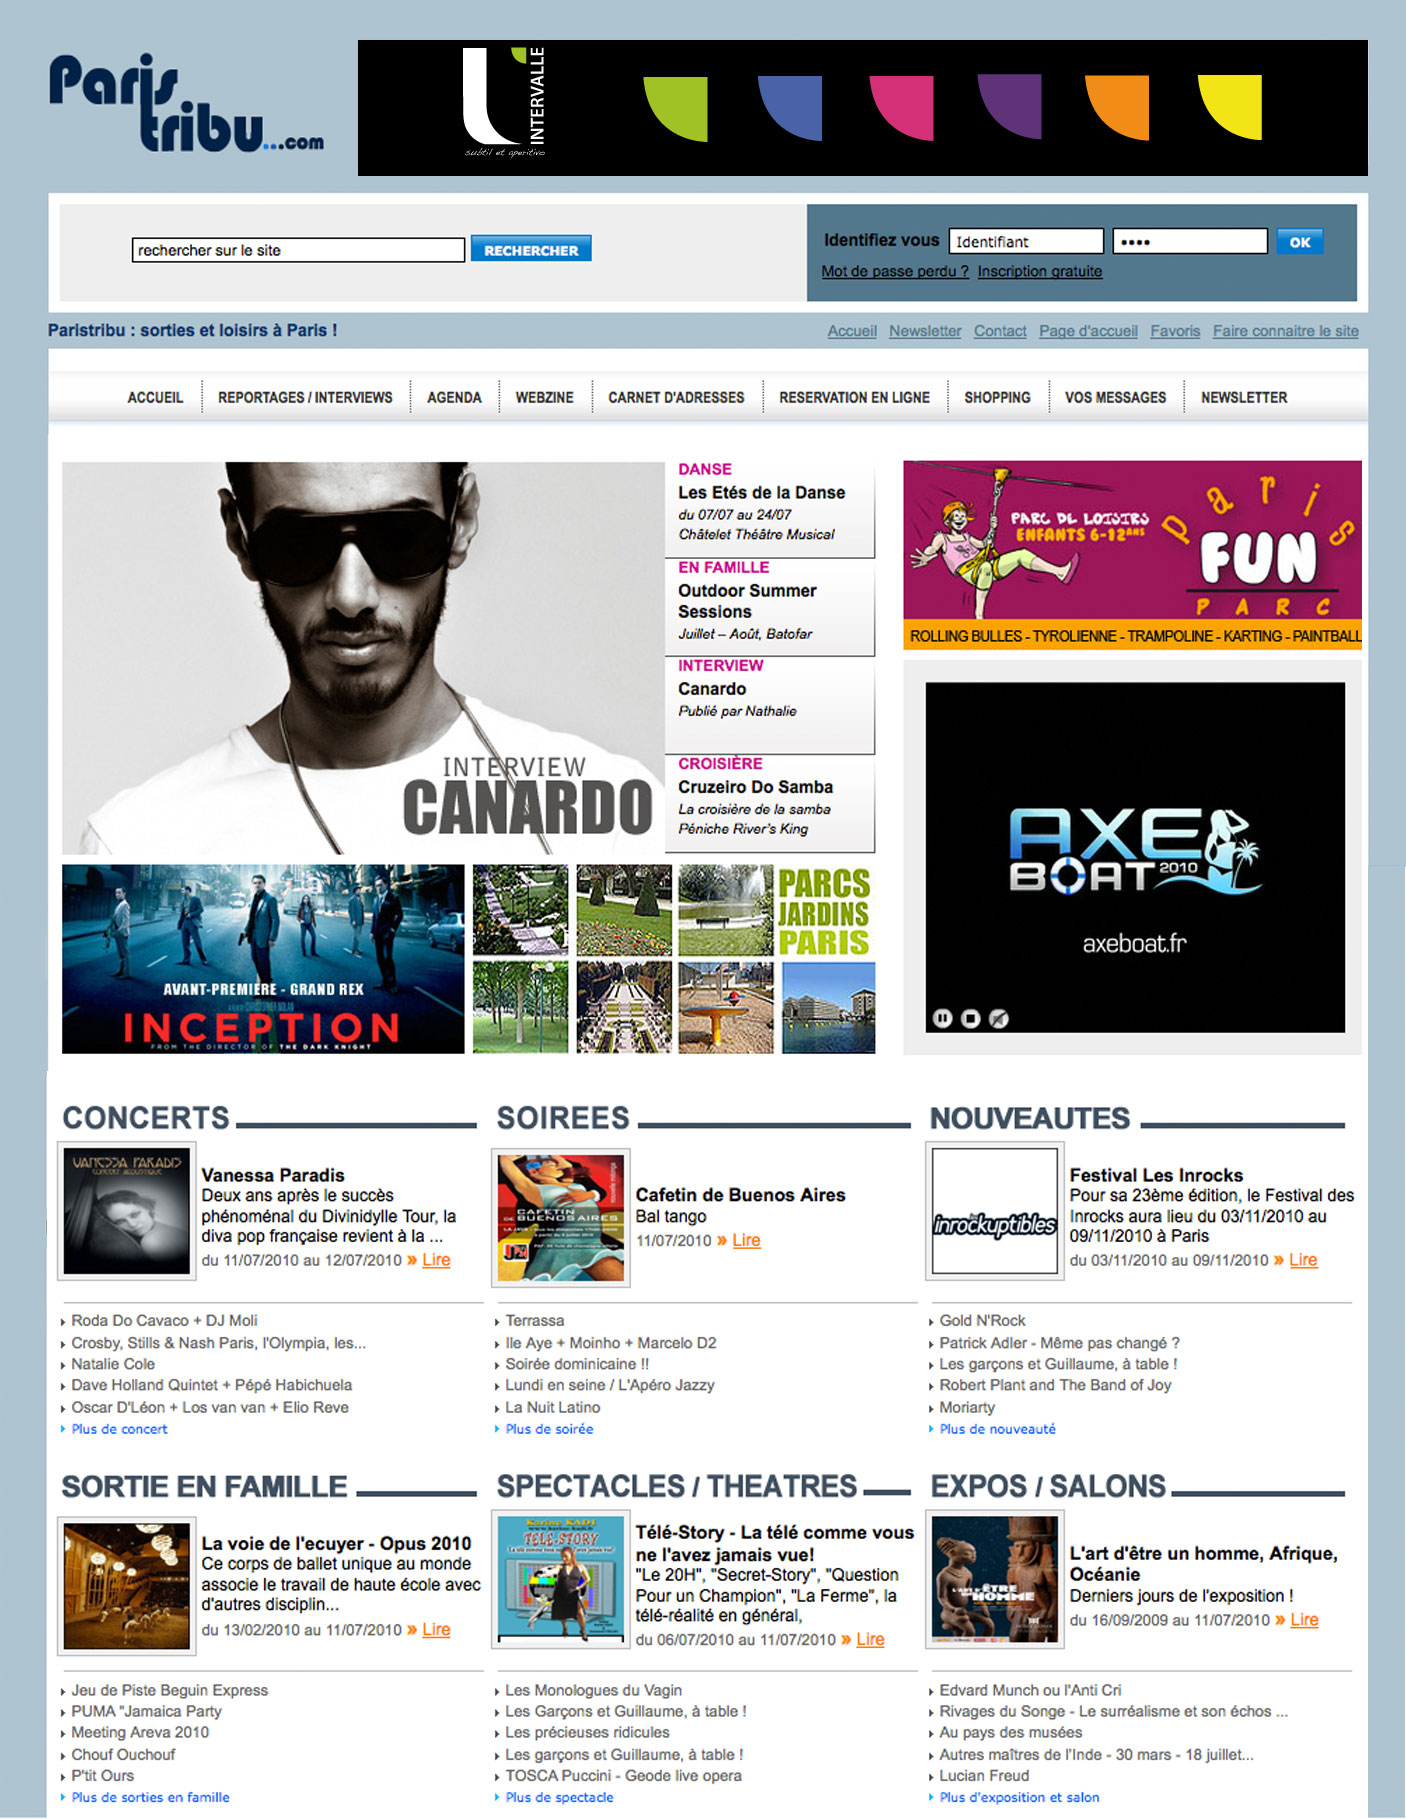 Paris
tribu...com
L'INTERVALLE
subtil et aperitivo
rechercher sur le site
RECHERCHER
Identifiez vous
Identifiant
••••
OK
Mot de passe perdu ?
Inscription gratuite
Paristribu : sorties et loisirs à Paris !
Accueil
Newsletter
Contact
Page d'accueil
Favoris
Faire connaitre le site
ACCUEIL
REPORTAGES / INTERVIEWS
AGENDA
WEBZINE
CARNET D'ADRESSES
RESERVATION EN LIGNE
SHOPPING
VOS MESSAGES
NEWSLETTER
INTERVIEW
CANARDO
DANSE
Les Etés de la Danse
du 07/07 au 24/07
Châtelet Théâtre Musical
EN FAMILLE
Outdoor Summer
Sessions
Juillet – Août, Batofar
INTERVIEW
Canardo
Publié par Nathalie
CROISIÈRE
Cruzeiro Do Samba
La croisière de la samba
Péniche River's King
PARC DE LOISIRS
ENFANTS 6-12ANS
Paris
FUN
PARC
ROLLING BULLES - TYROLIENNE - TRAMPOLINE - KARTING - PAINTBALL
AXE
BOAT 2010
axeboat.fr
AVANT-PREMIÈRE - GRAND REX
INCEPTION
FROM THE DIRECTOR OF THE DARK KNIGHT
PARCS
JARDINS
PARIS
CONCERTS
VANESSA PARADIS
CONCERT ACOUSTIQUE
Vanessa Paradis
Deux ans après le succès
phénoménal du Divinidylle Tour, la
diva pop française revient à la ...
du 11/07/2010 au 12/07/2010 » Lire
Roda Do Cavaco + DJ Moli
Crosby, Stills & Nash Paris, l'Olympia, les...
Natalie Cole
Dave Holland Quintet + Pépé Habichuela
Oscar D'Léon + Los van van + Elio Reve
Plus de concert
SOIREES
CAFETIN
DE BUENOS AIRES
Cafetin de Buenos Aires
Bal tango
11/07/2010 » Lire
Terrassa
Ile Aye + Moinho + Marcelo D2
Soirée dominicaine !!
Lundi en seine / L'Apéro Jazzy
La Nuit Latino
Plus de soirée
NOUVEAUTES
les
inrockuptibles
Festival Les Inrocks
Pour sa 23ème édition, le Festival des
Inrocks aura lieu du 03/11/2010 au
09/11/2010 à Paris
du 03/11/2010 au 09/11/2010 » Lire
Gold N'Rock
Patrick Adler - Même pas changé ?
Les garçons et Guillaume, à table !
Robert Plant and The Band of Joy
Moriarty
Plus de nouveauté
SORTIE EN FAMILLE
La voie de l'ecuyer - Opus 2010
Ce corps de ballet unique au monde
associe le travail de haute école avec
d'autres disciplin...
du 13/02/2010 au 11/07/2010 » Lire
Jeu de Piste Beguin Express
PUMA "Jamaica Party
Meeting Areva 2010
Chouf Ouchouf
P'tit Ours
Plus de sorties en famille
SPECTACLES / THEATRES
Karine KADI
TELE-STORY
La télé comme vous ne l'avez jamais vue!
Télé-Story - La télé comme vous
ne l'avez jamais vue!
"Le 20H", "Secret-Story", "Question
Pour un Champion", "La Ferme", la
télé-réalité en général,
du 06/07/2010 au 11/07/2010 » Lire
Les Monologues du Vagin
Les Garçons et Guillaume, à table !
Les précieuses ridicules
Les garçons et Guillaume, à table !
TOSCA Puccini - Geode live opera
Plus de spectacle
EXPOS / SALONS
L'ART D'ÊTRE
UN HOMME
L'art d'être un homme, Afrique,
Océanie
Derniers jours de l'exposition !
du 16/09/2009 au 11/07/2010 » Lire
Edvard Munch ou l'Anti Cri
Rivages du Songe - Le surréalisme et son échos ...
Au pays des musées
Autres maîtres de l'Inde - 30 mars - 18 juillet...
Lucian Freud
Plus d'exposition et salon